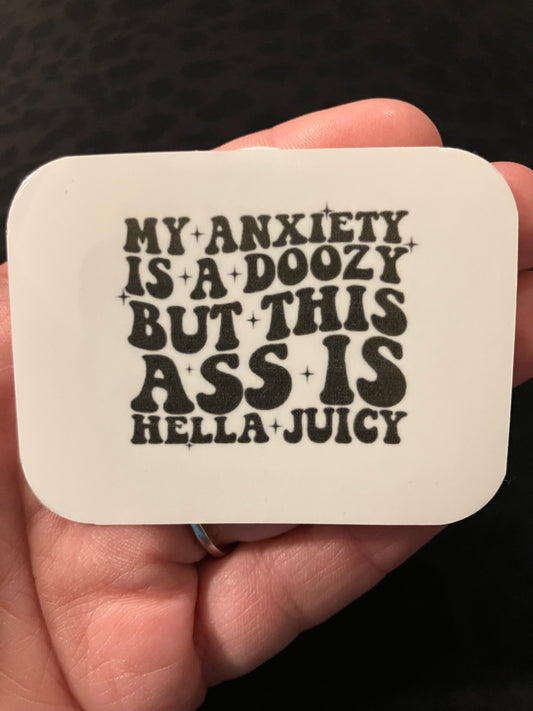 MY ANXIETY
IS A DOOZY
BUT THIS
ASS IS
HELLA JUICY